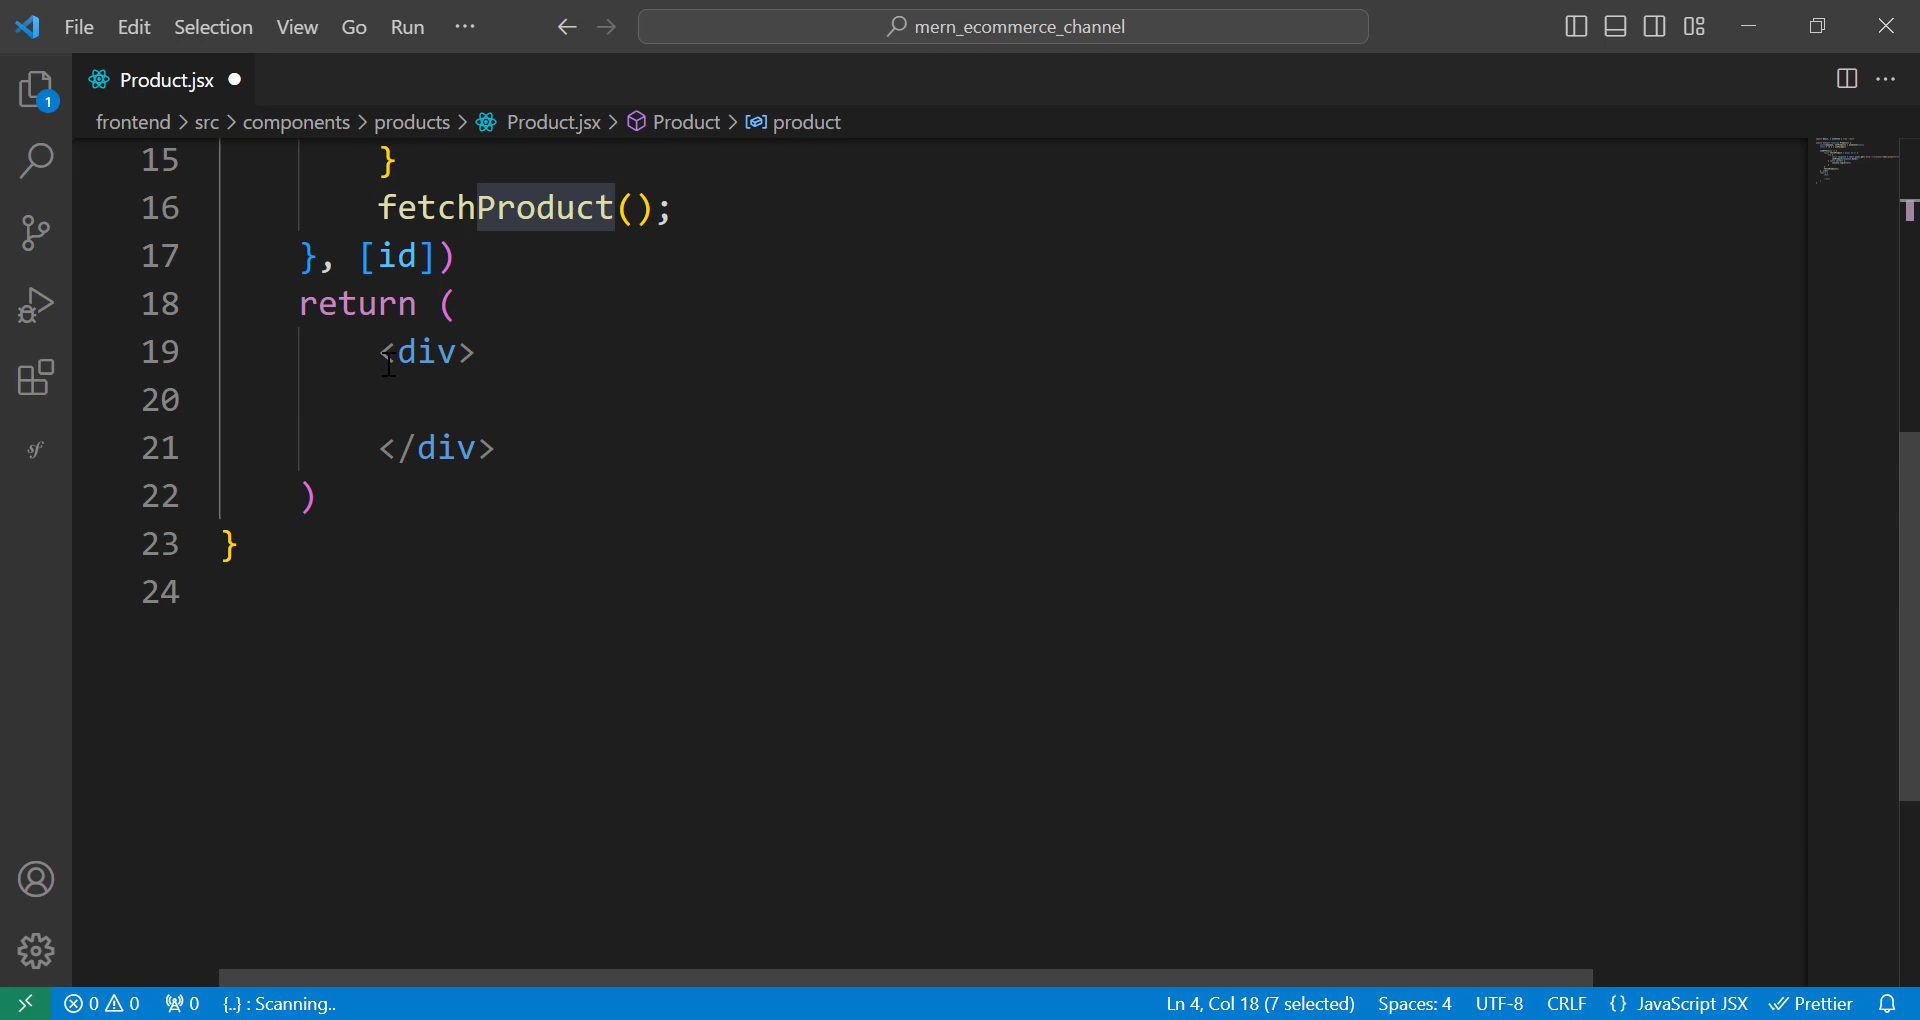 File Edit Selection View Go Run ··· mern_ecommerce_channel
Product.jsx
1
frontend > src > components > products > Product.jsx > Product > product
15 }
16 fetchProduct();
17 }, [id])
18 return (
19 <div>
20
21 </div>
22 )
23 }
24
0 0 0 {..} : Scanning.. Ln 4, Col 18 (7 selected) Spaces: 4 UTF-8 CRLF {} JavaScript JSX Prettier